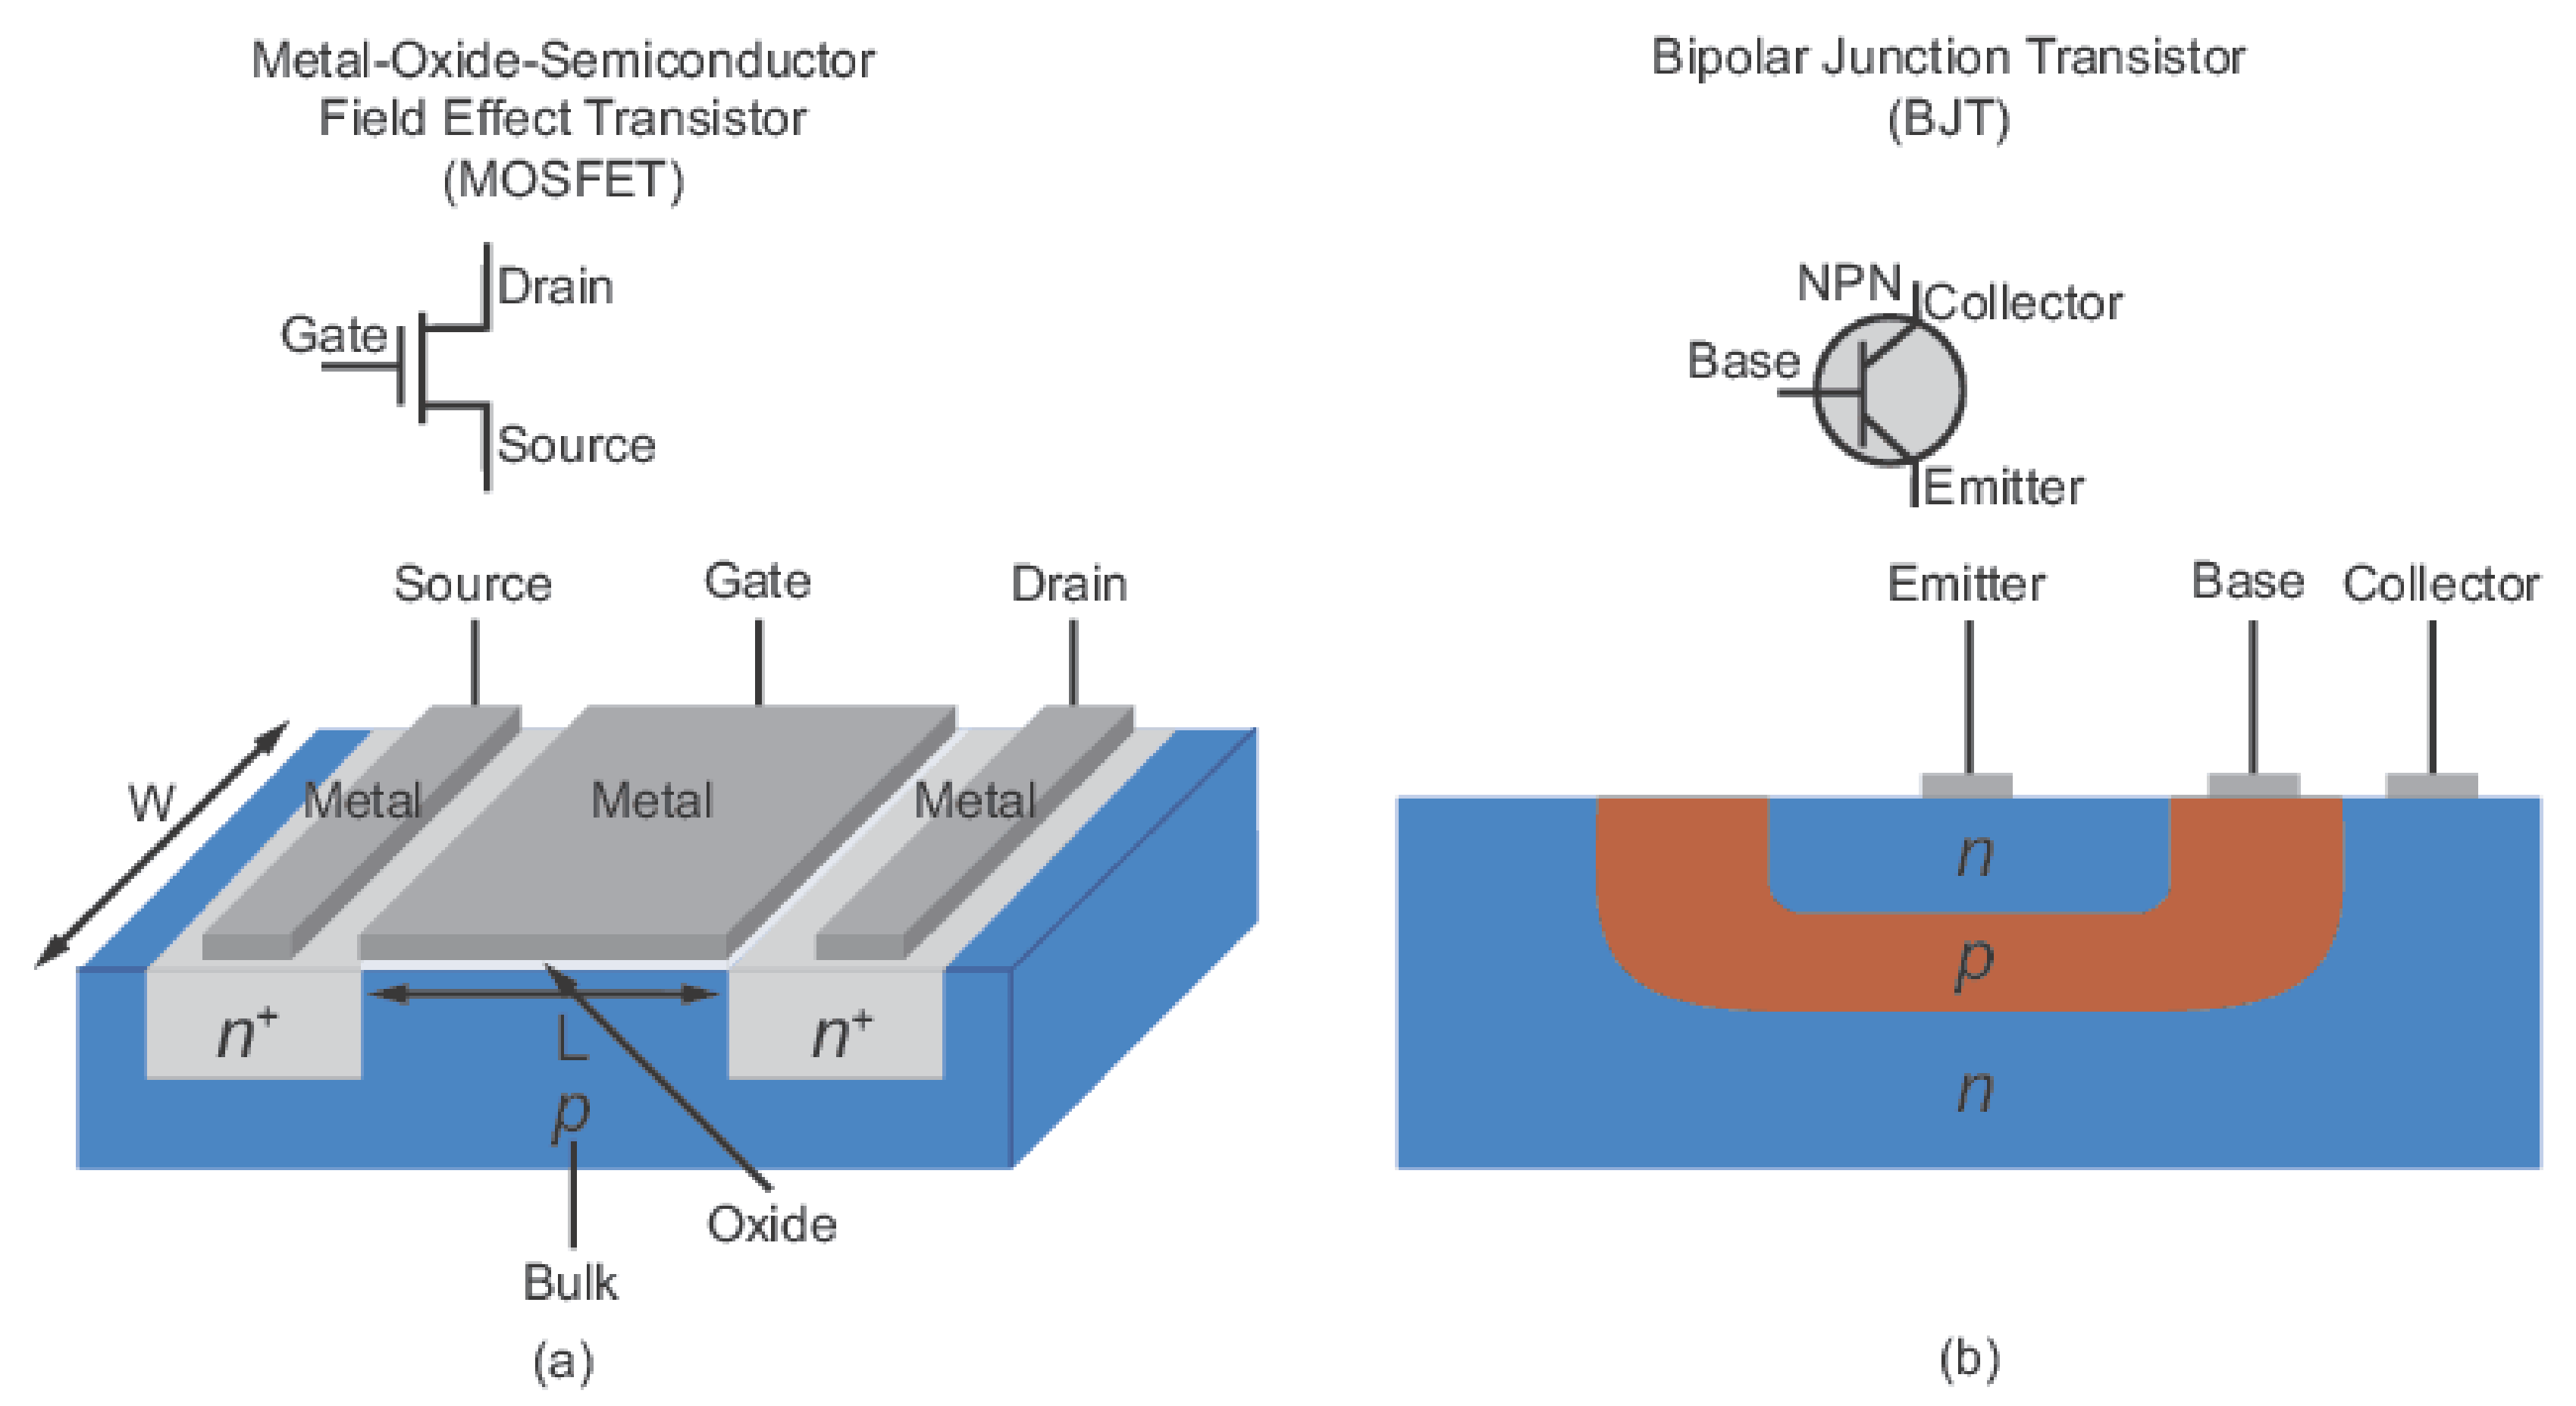 Metal-Oxide-Semiconductor
Field Effect Transistor
(MOSFET)
Drain
Gate
Source
Source
Gate
Drain
W
Metal
Metal
Metal
n+
L
n+
p
Oxide
Bulk
(a)
Bipolar Junction Transistor
(BJT)
NPN
Collector
Base
Emitter
Emitter
Base
Collector
n
p
n
(b)